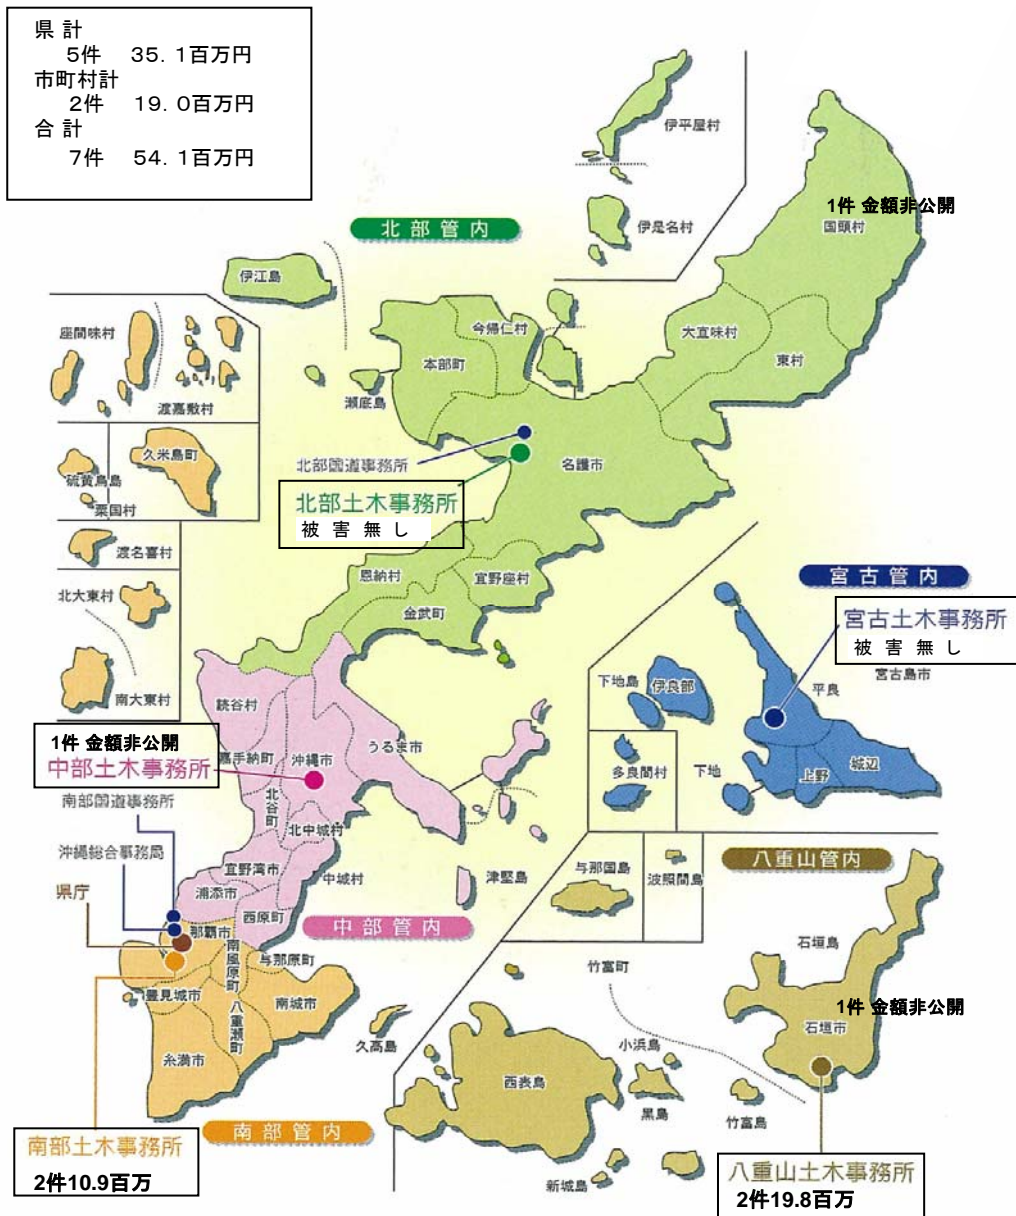 県 計
5件 35．1百万円
市町村計
2件 19．0百万円
合 計
7件 54．1百万円
伊平屋村
伊是名村
1件 金額非公開
国頭村
北部管内
伊江島
今帰仁村
本部町
大宜味村
東村
瀬底島
座間味村
渡嘉敷村
久米島町
硫黄鳥島
粟国村
渡名喜村
北大東村
南大東村
北部国道事務所
名護市
北部土木事務所
被 害 無 し
恩納村
宜野座村
金武町
宮古管内
宮古土木事務所
被 害 無 し
宮古島市
下地島
伊良部
平良
多良間村
下地
上野
城辺
読谷村
1件 金額非公開
嘉手納町
沖縄市
うるま市
中部土木事務所
南部国道事務所
北谷町
北中城村
沖縄総合事務局
宜野湾市
中城村
津堅島
県庁
浦添市
西原町
中部管内
那覇市
南風原町
与那原町
豊見城市
八重瀬町
南城市
糸満市
久高島
南部管内
南部土木事務所
2件10.9百万
八重山管内
与那国島
波照間島
石垣島
竹富町
1件 金額非公開
石垣市
小浜島
西表島
黒島
竹富島
新城島
八重山土木事務所
2件19.8百万